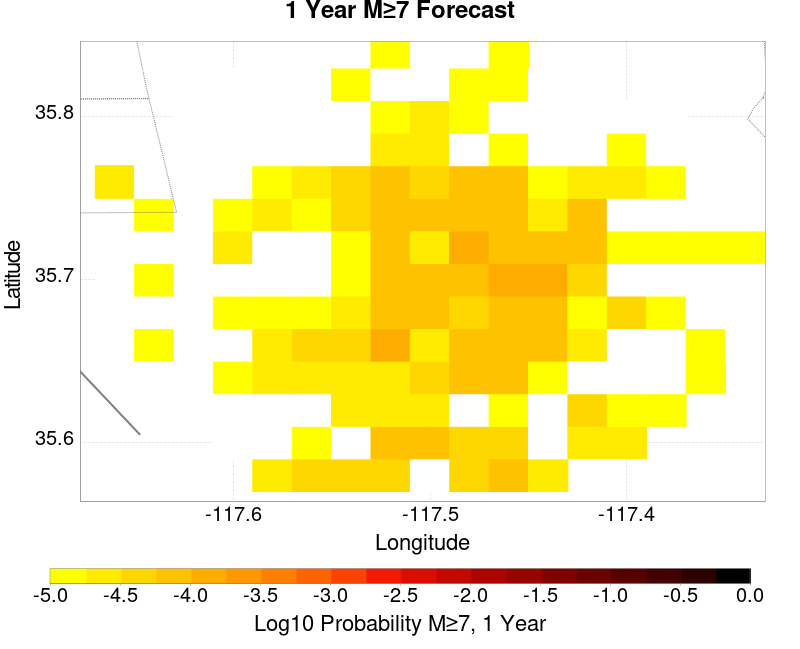 1 Year M≥7 Forecast
35.8
35.7
35.6
Latitude
-117.6 -117.5 -117.4
Longitude
-5.0 -4.5 -4.0 -3.5 -3.0 -2.5 -2.0 -1.5 -1.0 -0.5 0.0
Log10 Probability M≥7, 1 Year